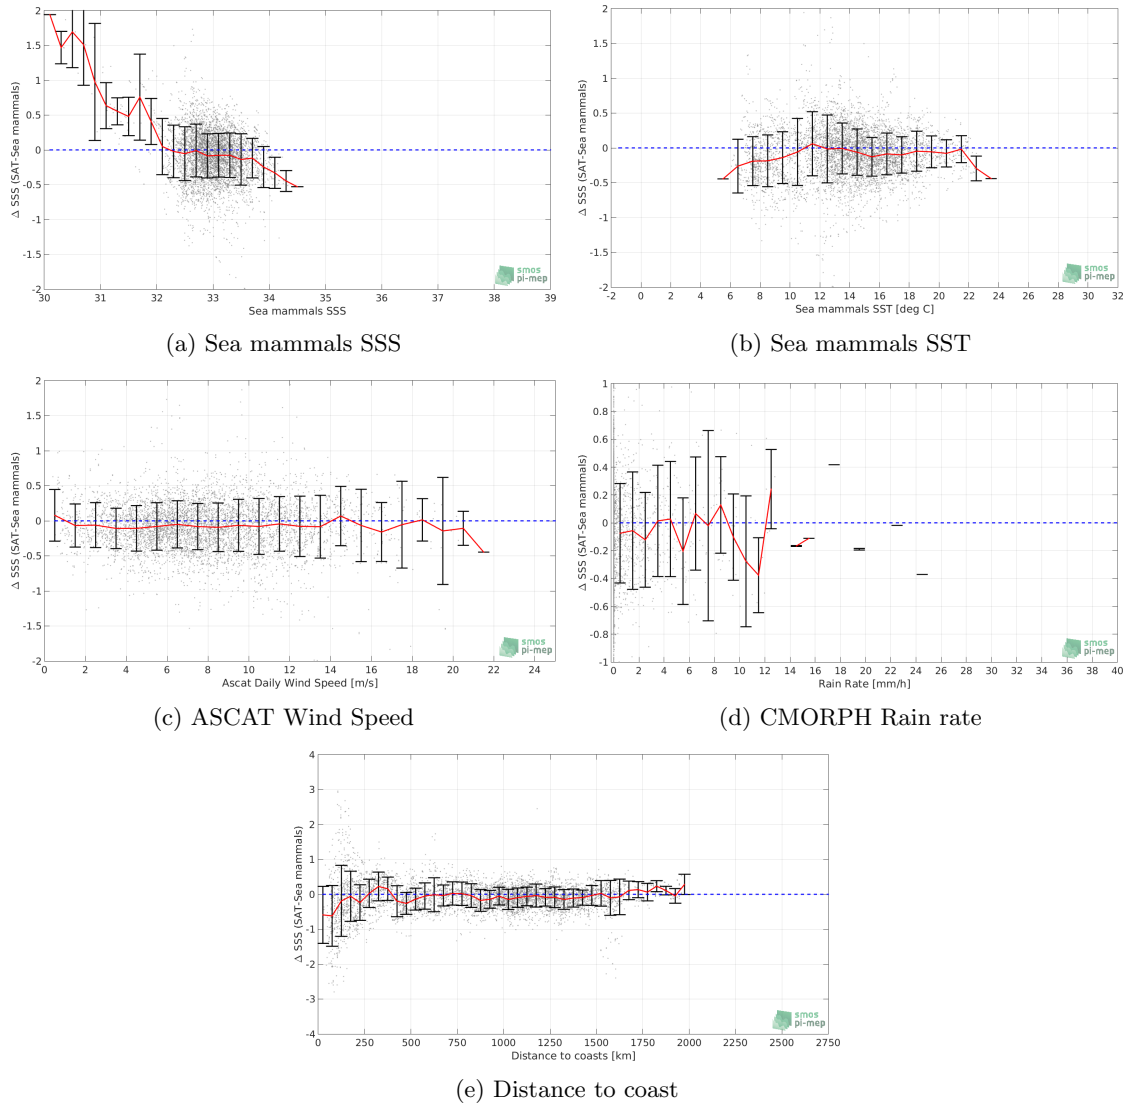 2
1.5
1
0.5
0
-0.5
-1
-1.5
-2
Δ SSS (SAT-Sea mammals)
30 31 32 33 34 35 36 37 38 39
Sea mammals SSS
smos
pi-mep
(a) Sea mammals SSS
2
1.5
1
0.5
0
-0.5
-1
-1.5
-2
Δ SSS (SAT-Sea mammals)
-2 0 2 4 6 8 10 12 14 16 18 20 22 24 26 28 30 32
Sea mammals SST [deg C]
smos
pi-mep
(b) Sea mammals SST
2
1.5
1
0.5
0
-0.5
-1
-1.5
-2
Δ SSS (SAT-Sea mammals)
0 2 4 6 8 10 12 14 16 18 20 22 24
Ascat Daily Wind Speed [m/s]
smos
pi-mep
(c) ASCAT Wind Speed
1
0.8
0.6
0.4
0.2
0
-0.2
-0.4
-0.6
-0.8
-1
Δ SSS (SAT-Sea mammals)
0 2 4 6 8 10 12 14 16 18 20 22 24 26 28 30 32 34 36 38 40
Rain Rate [mm/h]
smos
pi-mep
(d) CMORPH Rain rate
4
3
2
1
0
-1
-2
-3
-4
Δ SSS (SAT-Sea mammals)
0 250 500 750 1000 1250 1500 1750 2000 2250 2500 2750
Distance to coasts [km]
smos
pi-mep
(e) Distance to coast